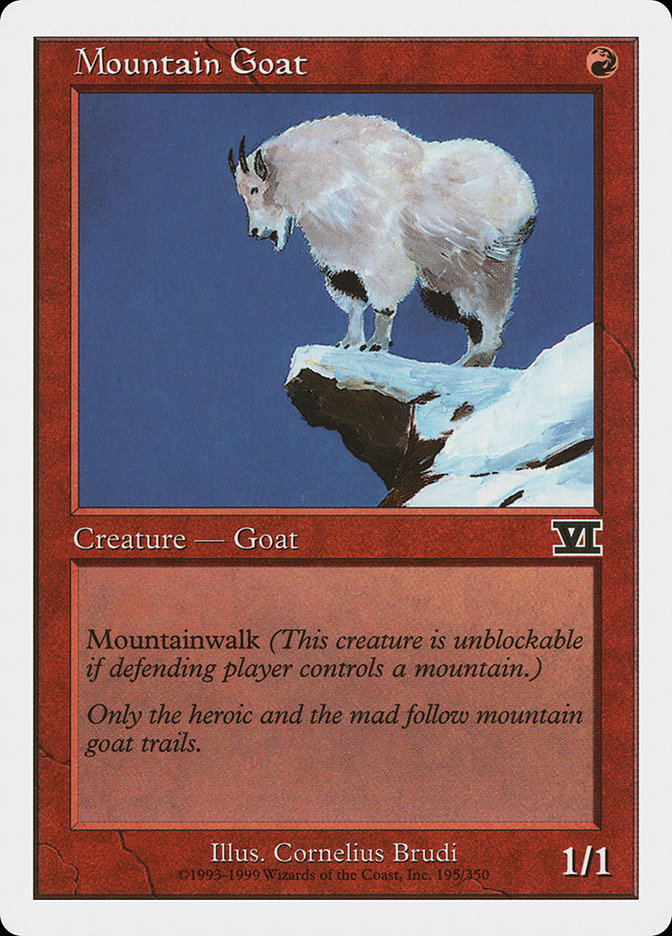 Mountain Goat
Creature — Goat
VI
Mountainwalk (This creature is unblockable
if defending player controls a mountain.)
Only the heroic and the mad follow mountain
goat trails.
Illus. Cornelius Brudi
1/1
©1993-1999 Wizards of the Coast, Inc. 195/350